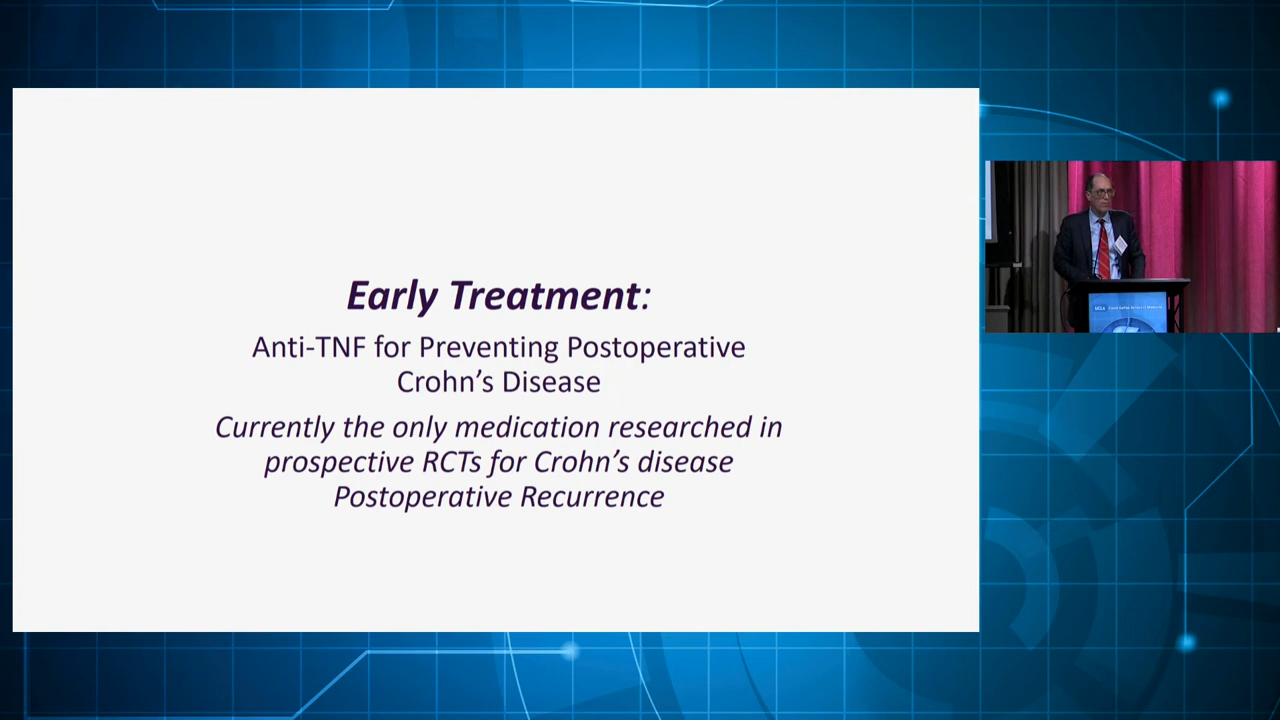 Early Treatment:
Anti-TNF for Preventing Postoperative
Crohn's Disease
Currently the only medication researched in
prospective RCTs for Crohn's disease
Postoperative Recurrence
UCLA